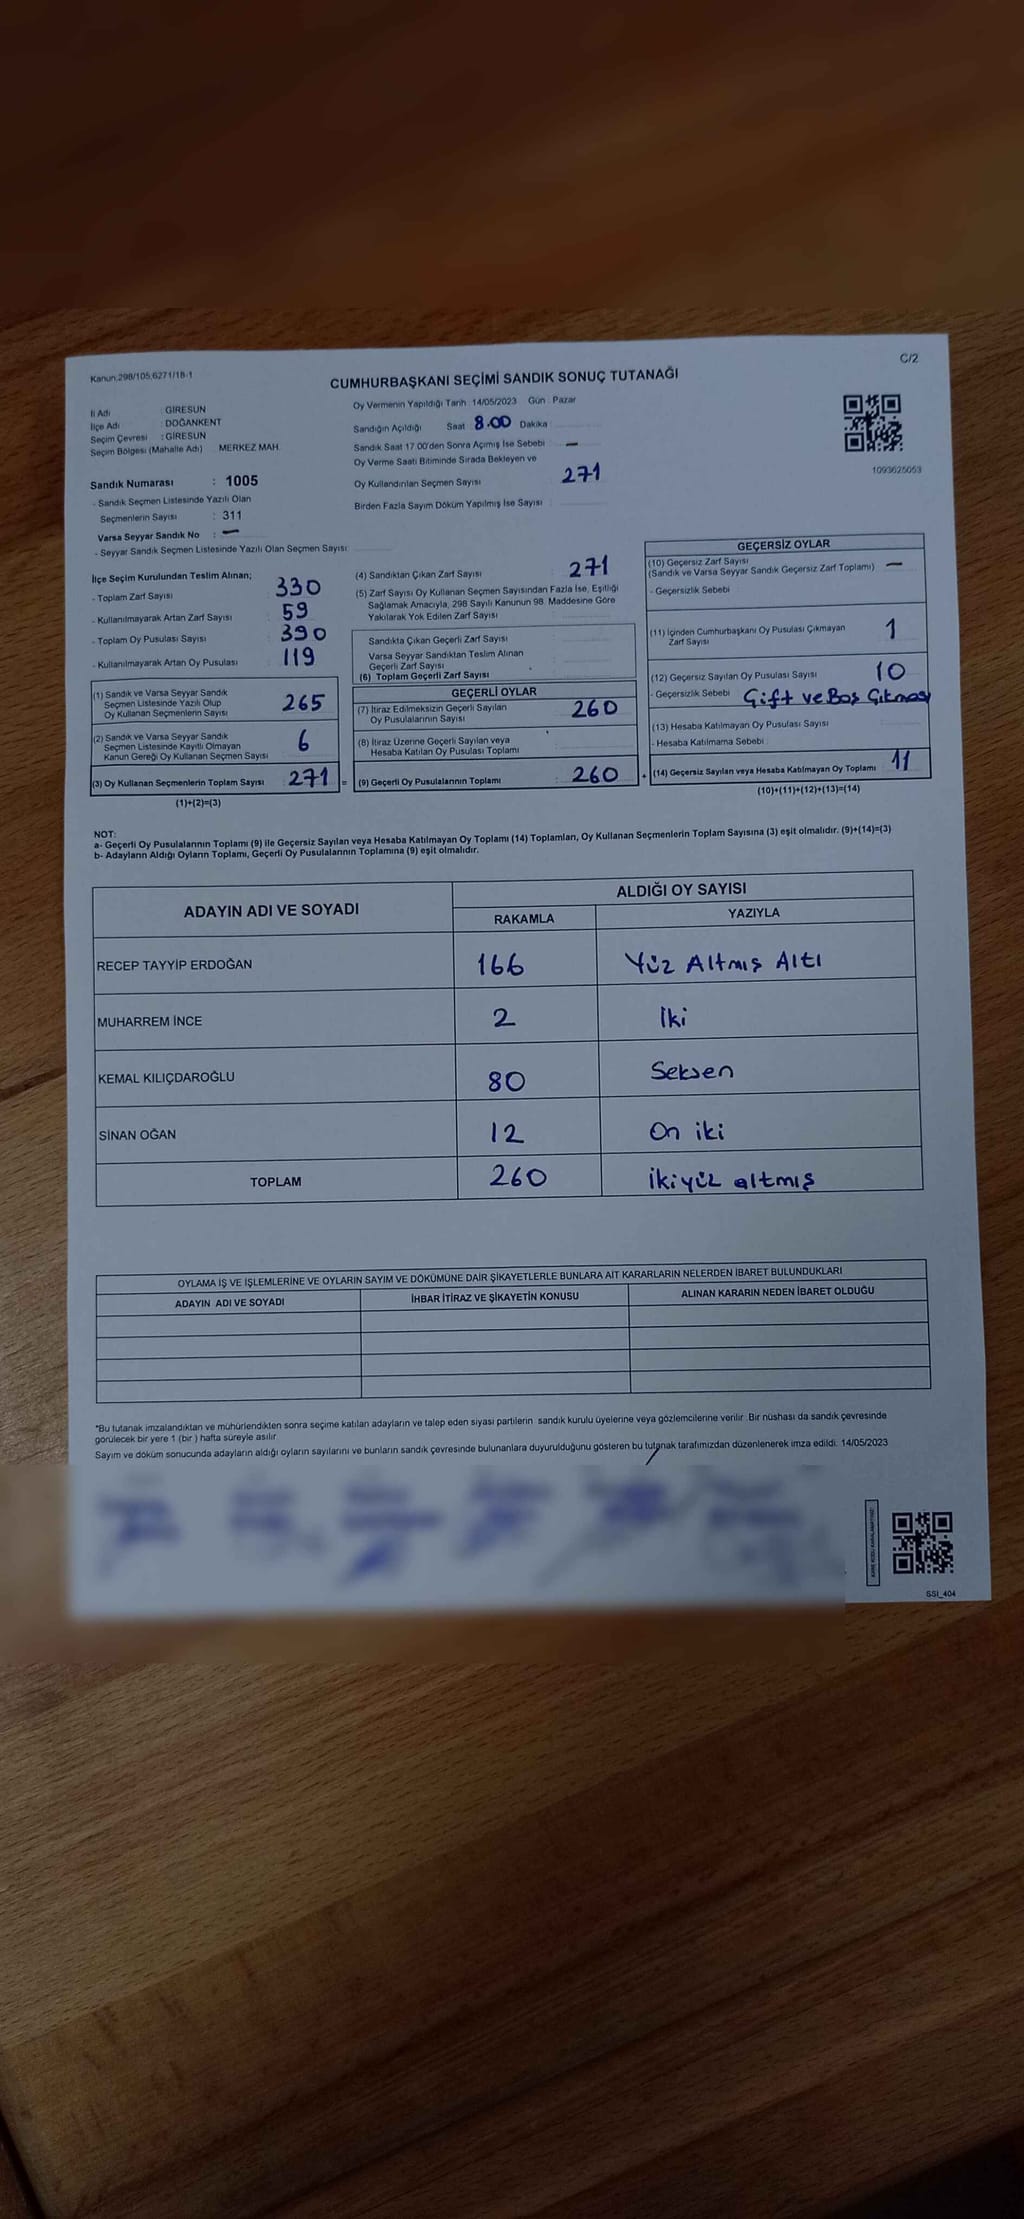 Kanun:298/105;6271/18-1
C/2
CUMHURBAŞKANI SEÇİMİ SANDIK SONUÇ TUTANAĞI
İl Adı : GİRESUN
İlçe Adı : DOĞANKENT
Seçim Çevresi : GİRESUN
Seçim Bölgesi (Mahalle Adı) MERKEZ MAH.
Sandık Numarası : 1005
- Sandık Seçmen Listesinde Yazılı Olan
Seçmenlerin Sayısı : 311
Varsa Seyyar Sandık No : —
- Seyyar Sandık Seçmen Listesinde Yazılı Olan Seçmen Sayısı
Oy Vermenin Yapıldığı Tarih 14/05/2023 Gün : Pazar
Sandığın Açıldığı Saat 8.00 Dakika
Sandık Saat 17.00'den Sonra Açımış İse Sebebi —
Oy Verme Saati Bitiminde Sırada Bekleyen ve
Oy Kullandırılan Seçmen Sayısı 271
Birden Fazla Sayım Döküm Yapılmış İse Sayısı
1093625053
İlçe Seçim Kurulundan Teslim Alınan;
- Toplam Zarf Sayısı : 330
- Kullanılmayarak Artan Zarf Sayısı : 59
- Toplam Oy Pusulası Sayısı : 390
- Kullanılmayarak Artan Oy Pusulası : 119
(1) Sandık ve Varsa Seyyar Sandık
Seçmen Listesinde Yazılı Olup
Oy Kullanan Seçmenlerin Sayısı 265
(2) Sandık ve Varsa Seyyar Sandık
Seçmen Listesinde Kayıtlı Olmayan
Kanun Gereği Oy Kullanan Seçmen Sayısı 6
(3) Oy Kullanan Seçmenlerin Toplam Sayısı 271 =
(1)+(2)=(3)
(4) Sandıktan Çıkan Zarf Sayısı : 271
(5) Zarf Sayısı Oy Kullanan Seçmen Sayısından Fazla İse, Eşitliği
Sağlamak Amacıyla, 298 Sayılı Kanunun 98. Maddesine Göre
Yakılarak Yok Edilen Zarf Sayısı
Sandıkta Çıkan Geçerli Zarf Sayısı
Varsa Seyyar Sandıktan Teslim Alınan
Geçerli Zarf Sayısı
(6) Toplam Geçerli Zarf Sayısı
GEÇERLİ OYLAR
(7) İtiraz Edilmeksizin Geçerli Sayılan
Oy Pusulalarının Sayısı : 260
(8) İtiraz Üzerine Geçerli Sayılan veya
Hesaba Katılan Oy Pusulası Toplamı
(9) Geçerli Oy Pusulalarının Toplamı : 260 +
GEÇERSİZ OYLAR
(10) Geçersiz Zarf Sayısı
(Sandık ve Varsa Seyyar Sandık Geçersiz Zarf Toplamı) —
- Geçersizlik Sebebi
(11) İçinden Cumhurbaşkanı Oy Pusulası Çıkmayan
Zarf Sayısı 1
(12) Geçersiz Sayılan Oy Pusulası Sayısı 10
- Geçersizlik Sebebi Çift ve Boş Çıkması
(13) Hesaba Katılmayan Oy Pusulası Sayısı
- Hesaba Katılmama Sebebi
(14) Geçersiz Sayılan veya Hesaba Katılmayan Oy Toplamı 11
(10)+(11)+(12)+(13)=(14)
NOT:
a- Geçerli Oy Pusulalarının Toplamı (9) ile Geçersiz Sayılan veya Hesaba Katılmayan Oy Toplamı (14) Toplamları, Oy Kullanan Seçmenlerin Toplam Sayısına (3) eşit olmalıdır. (9)+(14)=(3)
b- Adayların Aldığı Oyların Toplamı, Geçerli Oy Pusulalarının Toplamına (9) eşit olmalıdır.
ADAYIN ADI VE SOYADI ALDIĞI OY SAYISI
RAKAMLA YAZIYLA
RECEP TAYYİP ERDOĞAN 166 Yüz Altmış Altı
MUHARREM İNCE 2 İki
KEMAL KILIÇDAROĞLU 80 Seksen
SİNAN OĞAN 12 On iki
TOPLAM 260 ikiyüz altmış
OYLAMA İŞ VE İŞLEMLERİNE VE OYLARIN SAYIM VE DÖKÜMÜNE DAİR ŞİKAYETLERLE BUNLARA AİT KARARLARIN NELERDEN İBARET BULUNDUKLARI
ADAYIN ADI VE SOYADI İHBAR İTİRAZ VE ŞİKAYETİN KONUSU ALINAN KARARIN NEDEN İBARET OLDUĞU
*Bu tutanak imzalandıktan ve mühürlendikten sonra seçime katılan adayların ve talep eden siyasi partilerin sandık kurulu üyelerine veya gözlemcilerine verilir. Bir nüshası da sandık çevresinde
görülecek bir yere 1 (bir) hafta süreyle asılır.
Sayım ve döküm sonucunda adayların aldığı oyların sayılarını ve bunların sandık çevresinde bulunanlara duyurulduğunu gösteren bu tutanak tarafımızdan düzenlenerek imza edildi. 14/05/2023
SSI_404